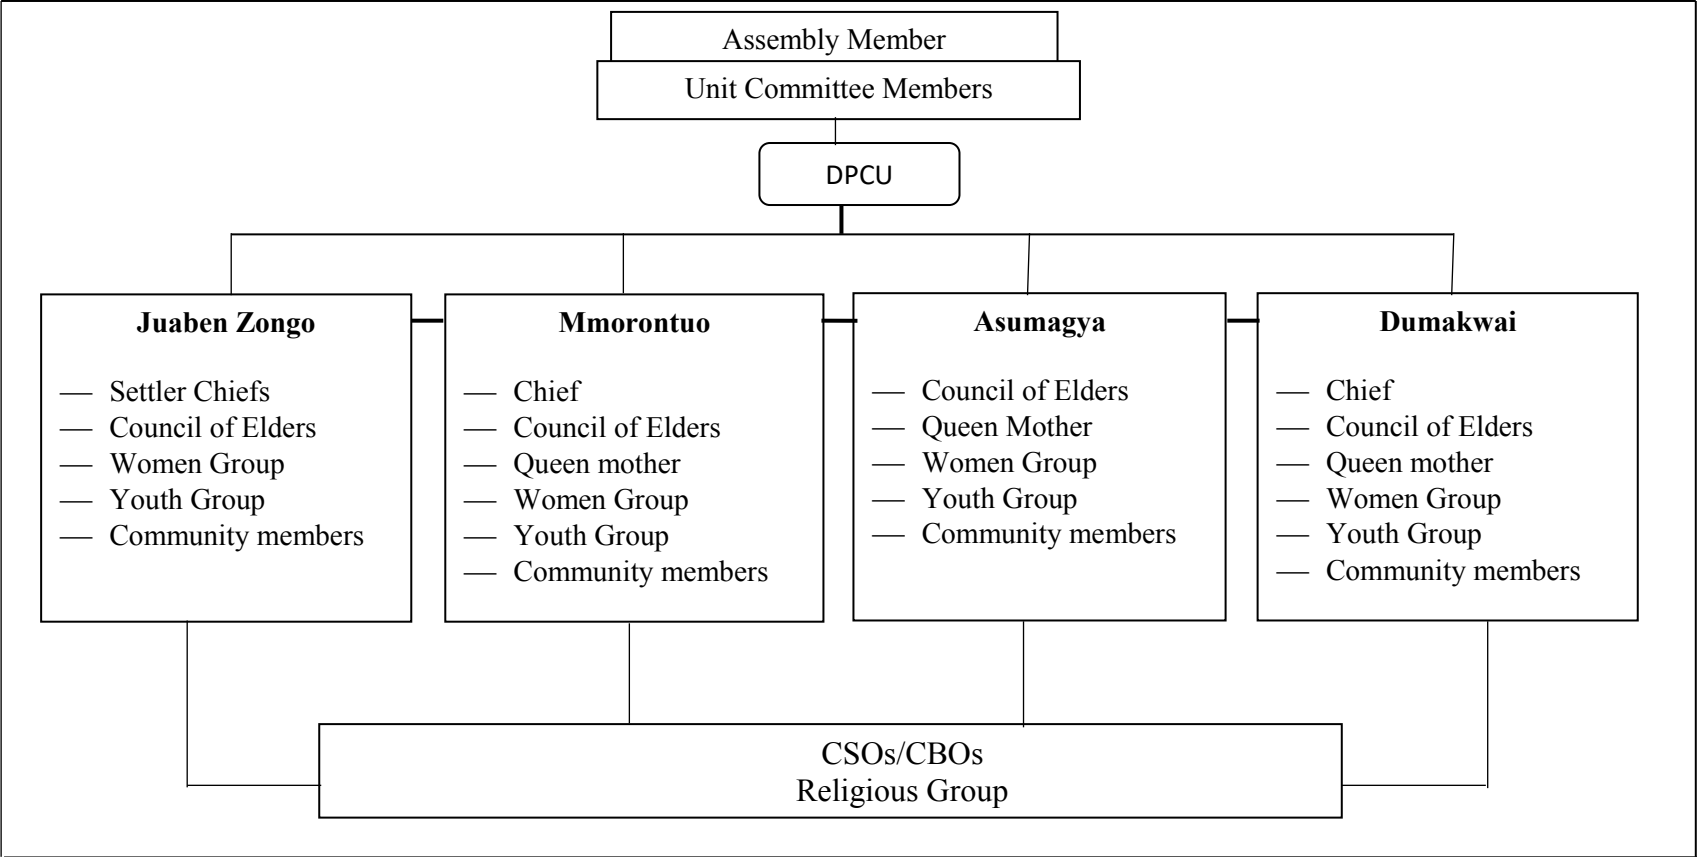 Assembly Member
Unit Committee Members
DPCU
Juaben Zongo
— Settler Chiefs
— Council of Elders
— Women Group
— Youth Group
— Community members
Mmorontuo
— Chief
— Council of Elders
— Queen mother
— Women Group
— Youth Group
— Community members
Asumagya
— Council of Elders
— Queen Mother
— Women Group
— Youth Group
— Community members
Dumakwai
— Chief
— Council of Elders
— Queen mother
— Women Group
— Youth Group
— Community members
CSOs/CBOs
Religious Group